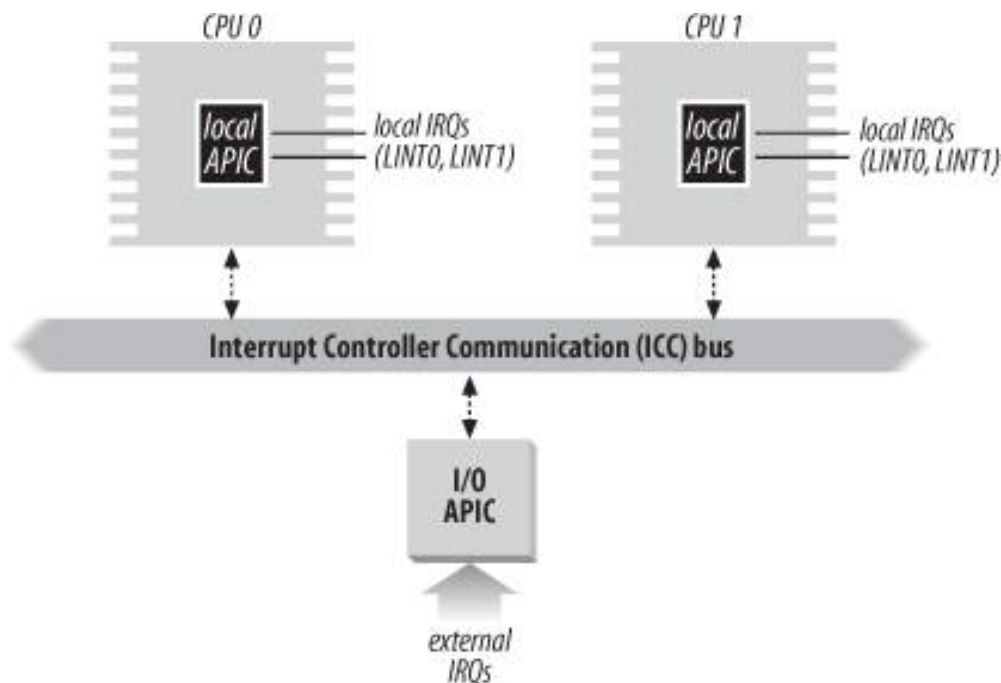 CPU 0
CPU 1
local
APIC
local IRQs
(LINT0, LINT1)
local
APIC
local IRQs
(LINT0, LINT1)
Interrupt Controller Communication (ICC) bus
I/O
APIC
external
IRQs